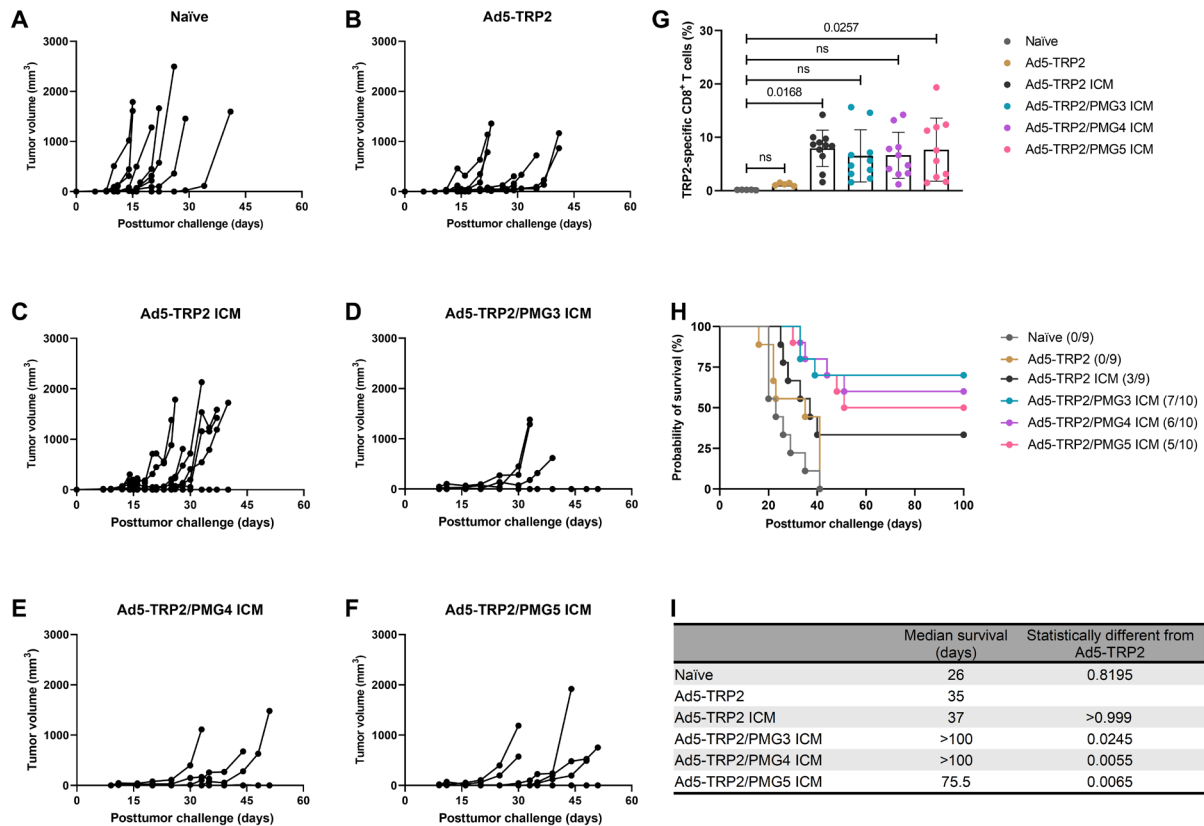 A
Naïve
Tumor volume (mm³)
3000
2000
1000
0
0 15 30 45 60
Posttumor challenge (days)
B
Ad5-TRP2
Tumor volume (mm³)
3000
2000
1000
0
0 15 30 45 60
Posttumor challenge (days)
G
TRP2-specific CD8⁺ T cells (%)
30
20
10
0
0.0257
ns
ns
0.0168
ns
Naïve
Ad5-TRP2
Ad5-TRP2 ICM
Ad5-TRP2/PMG3 ICM
Ad5-TRP2/PMG4 ICM
Ad5-TRP2/PMG5 ICM
C
Ad5-TRP2 ICM
Tumor volume (mm³)
3000
2000
1000
0
0 15 30 45 60
Posttumor challenge (days)
D
Ad5-TRP2/PMG3 ICM
Tumor volume (mm³)
3000
2000
1000
0
0 15 30 45 60
Posttumor challenge (days)
H
Probability of survival (%)
100
75
50
25
0
0 20 40 60 80 100
Posttumor challenge (days)
Naïve (0/9)
Ad5-TRP2 (0/9)
Ad5-TRP2 ICM (3/9)
Ad5-TRP2/PMG3 ICM (7/10)
Ad5-TRP2/PMG4 ICM (6/10)
Ad5-TRP2/PMG5 ICM (5/10)
E
Ad5-TRP2/PMG4 ICM
Tumor volume (mm³)
3000
2000
1000
0
0 15 30 45 60
Posttumor challenge (days)
F
Ad5-TRP2/PMG5 ICM
Tumor volume (mm³)
3000
2000
1000
0
0 15 30 45 60
Posttumor challenge (days)
I
Median survival Statistically different from
(days) Ad5-TRP2
Naïve 26 0.8195
Ad5-TRP2 35
Ad5-TRP2 ICM 37 >0.999
Ad5-TRP2/PMG3 ICM >100 0.0245
Ad5-TRP2/PMG4 ICM >100 0.0055
Ad5-TRP2/PMG5 ICM 75.5 0.0065